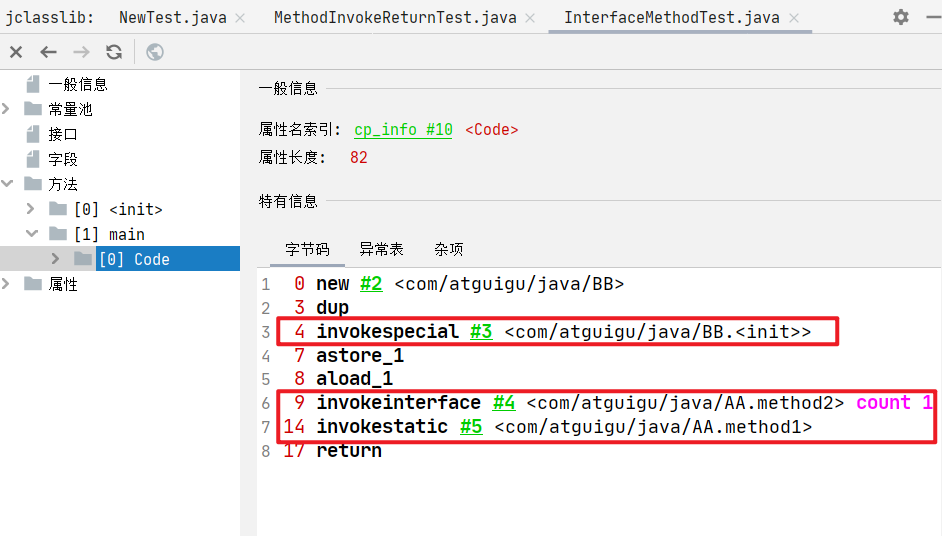 jclasslib: NewTest.java MethodInvokeReturnTest.java InterfaceMethodTest.java
一般信息
常量池
接口
字段
方法
[0] <init>
[1] main
[0] Code
属性
一般信息
属性名索引: cp_info #10 <Code>
属性长度: 82
特有信息
字节码 异常表 杂项
1 0 new #2 <com/atguigu/java/BB>
2 3 dup
3 4 invokespecial #3 <com/atguigu/java/BB.<init>>
4 7 astore_1
5 8 aload_1
6 9 invokeinterface #4 <com/atguigu/java/AA.method2> count 1
7 14 invokestatic #5 <com/atguigu/java/AA.method1>
8 17 return